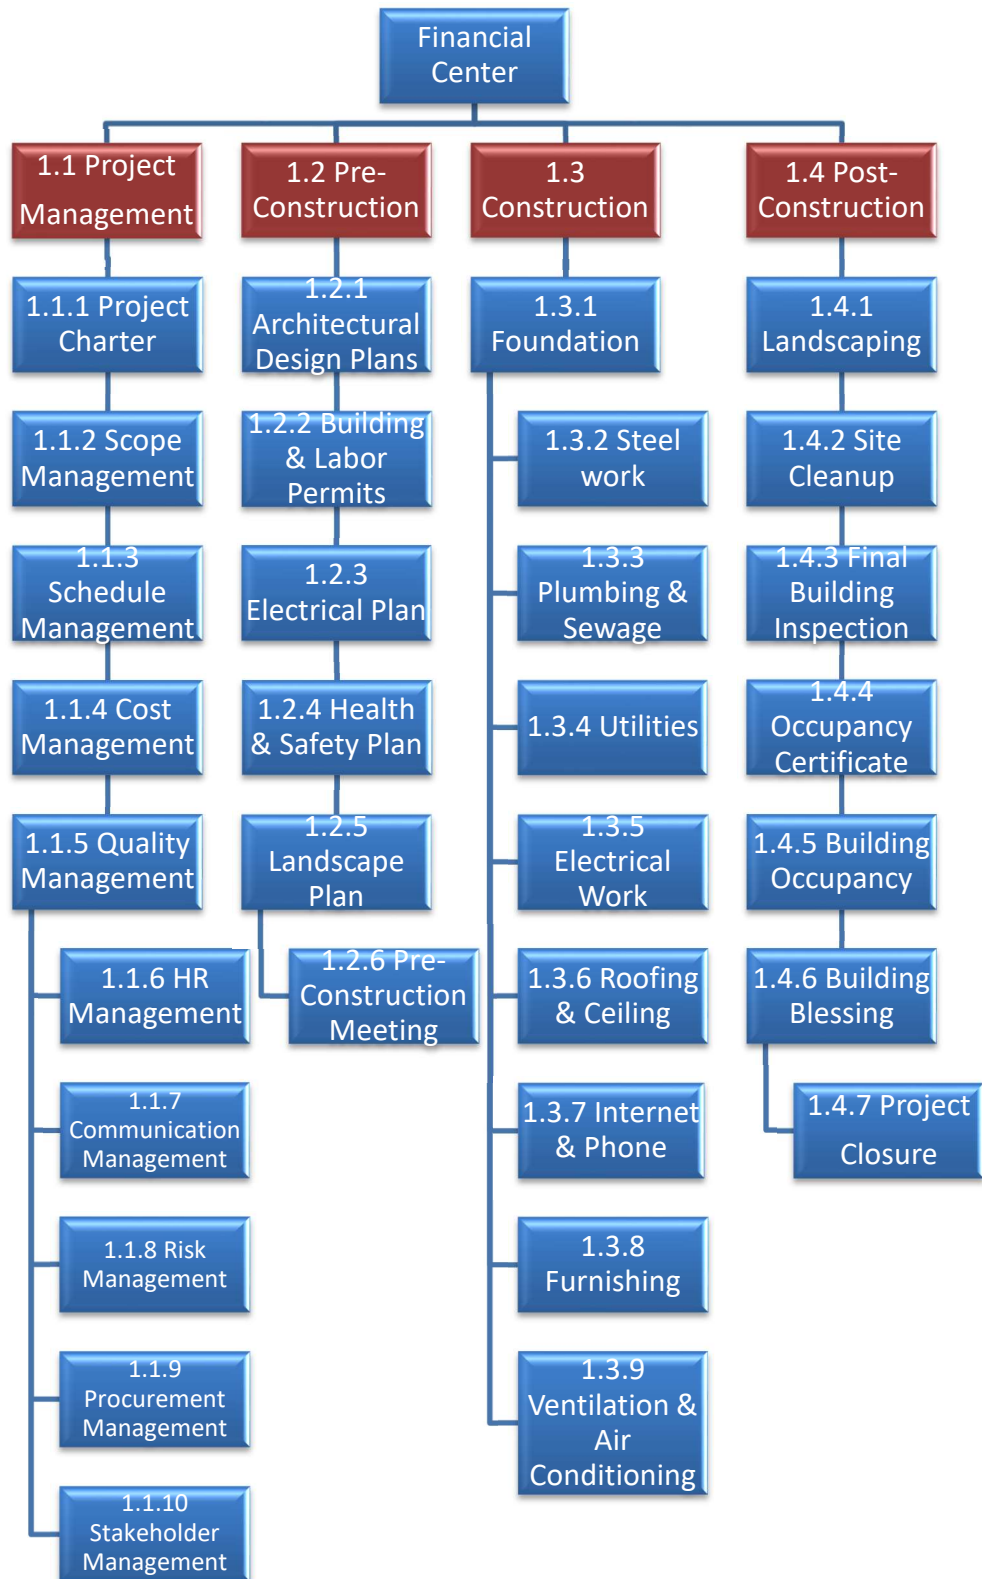 Financial
Center
1.1 Project
Management
1.2 Pre-
Construction
1.3
Construction
1.4 Post-
Construction
1.1.1 Project
Charter
1.1.2 Scope
Management
1.1.3
Schedule
Management
1.1.4 Cost
Management
1.1.5 Quality
Management
1.1.6 HR
Management
1.1.7
Communication
Management
1.1.8 Risk
Management
1.1.9
Procurement
Management
1.1.10
Stakeholder
Management
1.2.1
Architectural
Design Plans
1.2.2 Building
& Labor
Permits
1.2.3
Electrical Plan
1.2.4 Health
& Safety Plan
1.2.5
Landscape
Plan
1.2.6 Pre-
Construction
Meeting
1.3.1
Foundation
1.3.2 Steel
work
1.3.3
Plumbing &
Sewage
1.3.4 Utilities
1.3.5
Electrical
Work
1.3.6 Roofing
& Ceiling
1.3.7 Internet
& Phone
1.3.8
Furnishing
1.3.9
Ventilation &
Air
Conditioning
1.4.1
Landscaping
1.4.2 Site
Cleanup
1.4.3 Final
Building
Inspection
1.4.4
Occupancy
Certificate
1.4.5 Building
Occupancy
1.4.6 Building
Blessing
1.4.7 Project
Closure